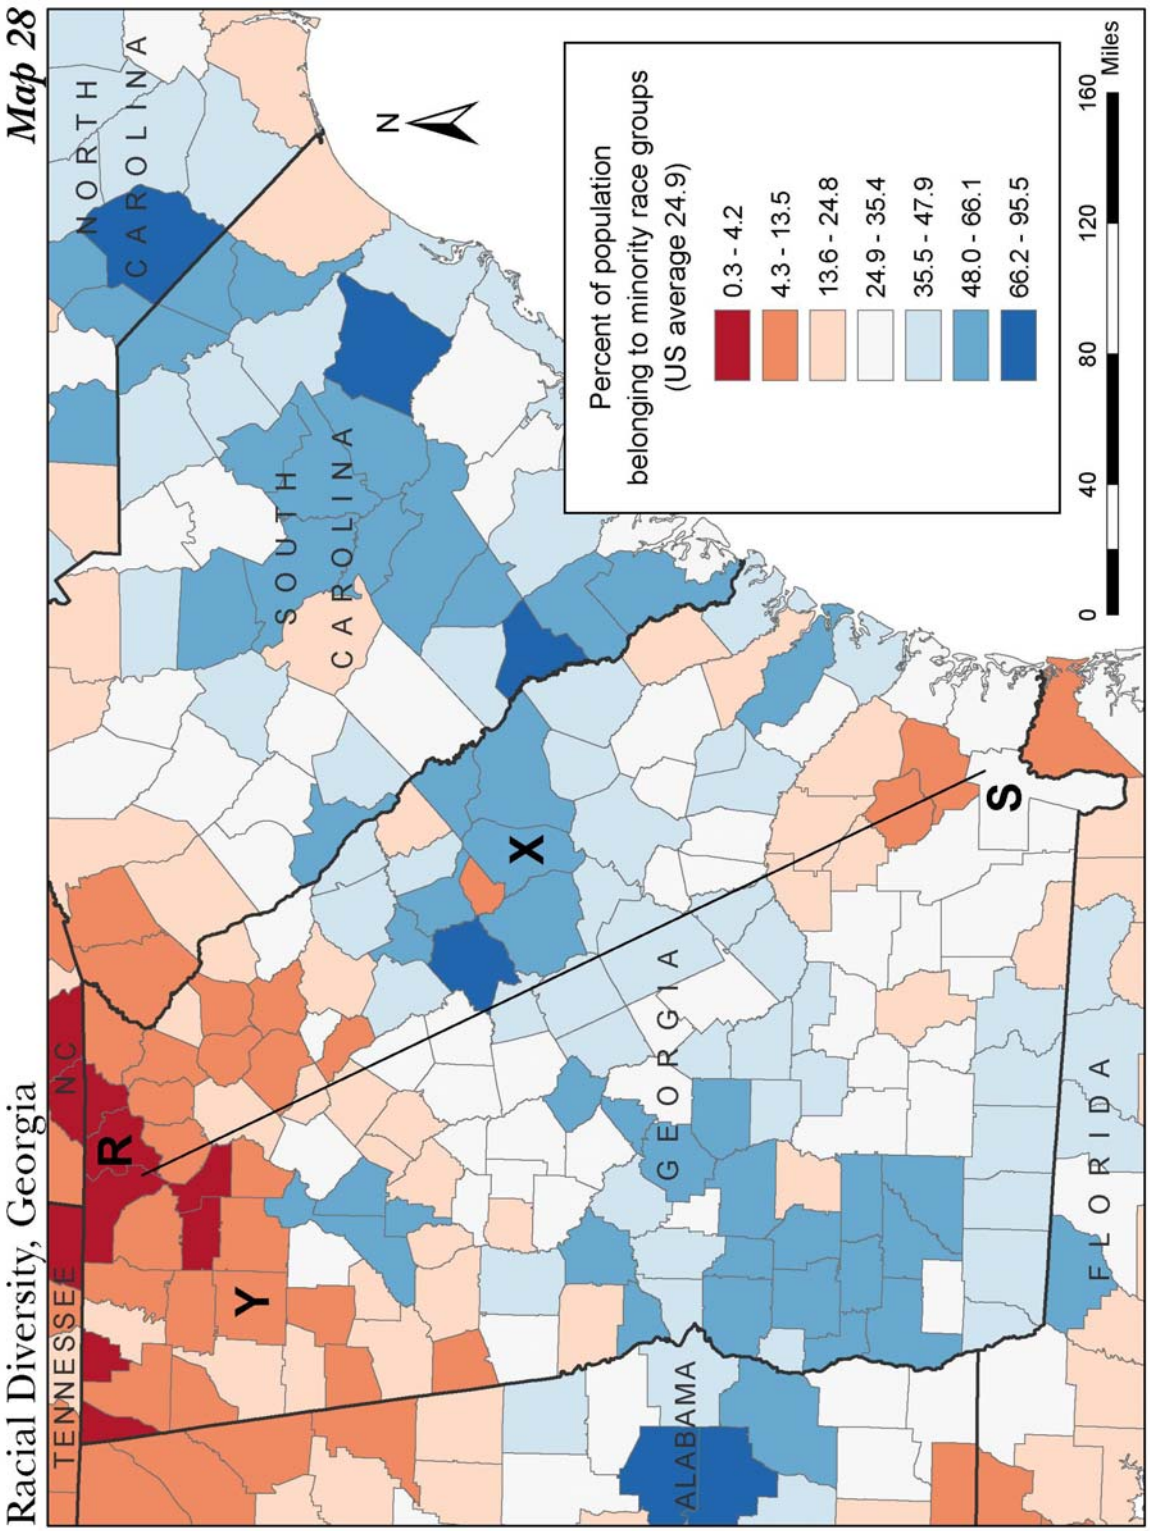 Racial Diversity, Georgia
Map 28
TENNESSEE
N C
NORTH
CAROLINA
SOUTH
CAROLINA
GEORGIA
ALABAMA
FLORIDA
R
Y
X
S
N
Percent of population
belonging to minority race groups
(US average 24.9)
0.3 - 4.2
4.3 - 13.5
13.6 - 24.8
24.9 - 35.4
35.5 - 47.9
48.0 - 66.1
66.2 - 95.5
0 40 80 120 160
Miles